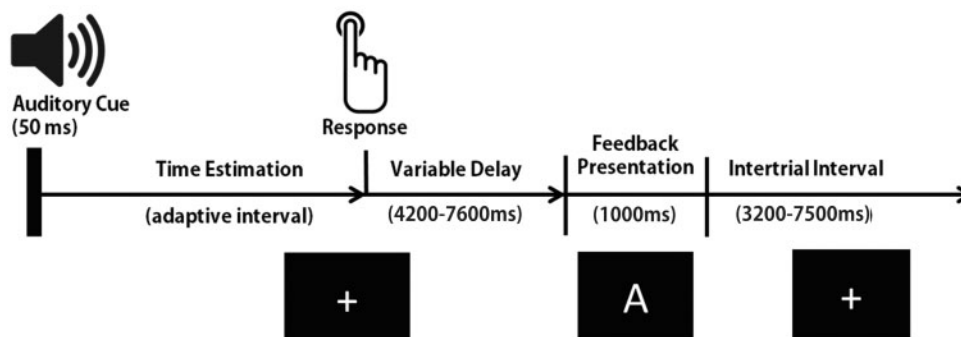 Auditory Cue
(50 ms)
Response
Time Estimation
(adaptive interval)
Variable Delay
(4200-7600ms)
Feedback
Presentation
(1000ms)
Intertrial Interval
(3200-7500ms)
+
A
+